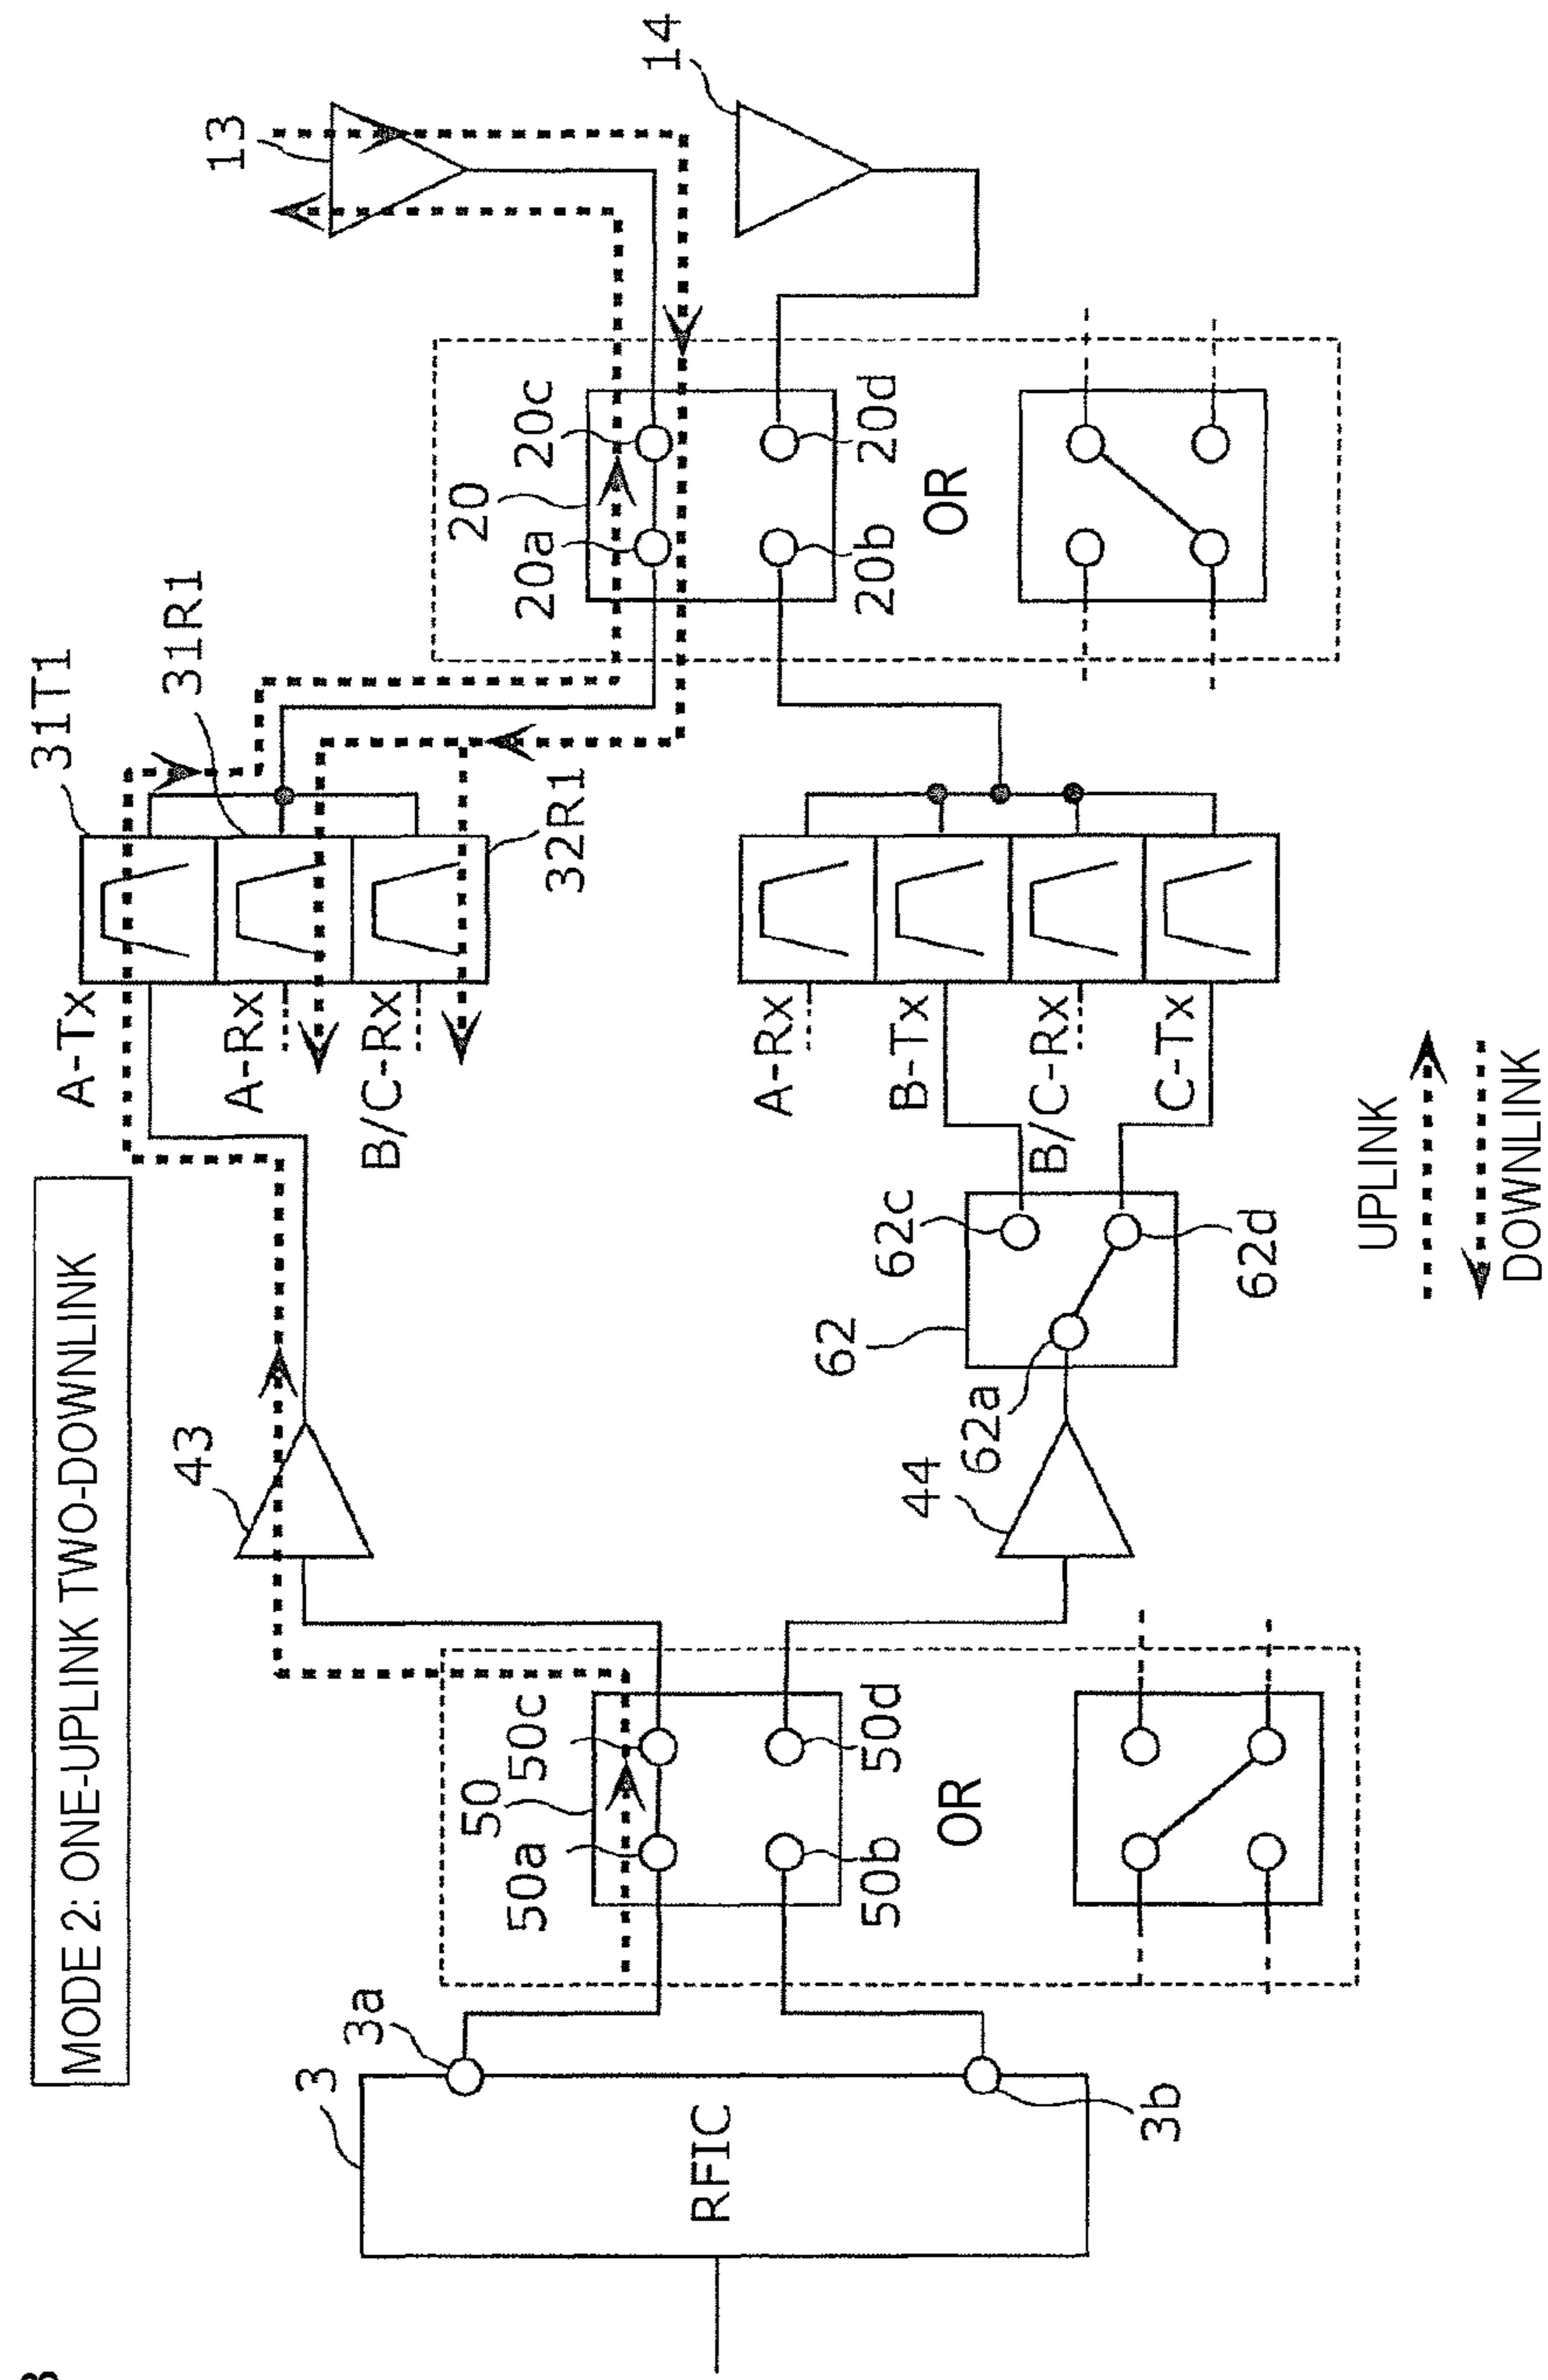 MODE 2: ONE-UPLINK TWO-DOWNLINK
31T1
31R1
13
43
A-Tx
A-Rx
B/C-Rx
32R1
20
20a
20c
14
3
3a
50
50a
50c
RFIC
3b
50b
50d
20b
20d
OR
OR
44
62
62a
62c
62d
A-Rx
B-Tx
B/C-Rx
C-Tx
UPLINK
DOWNLINK